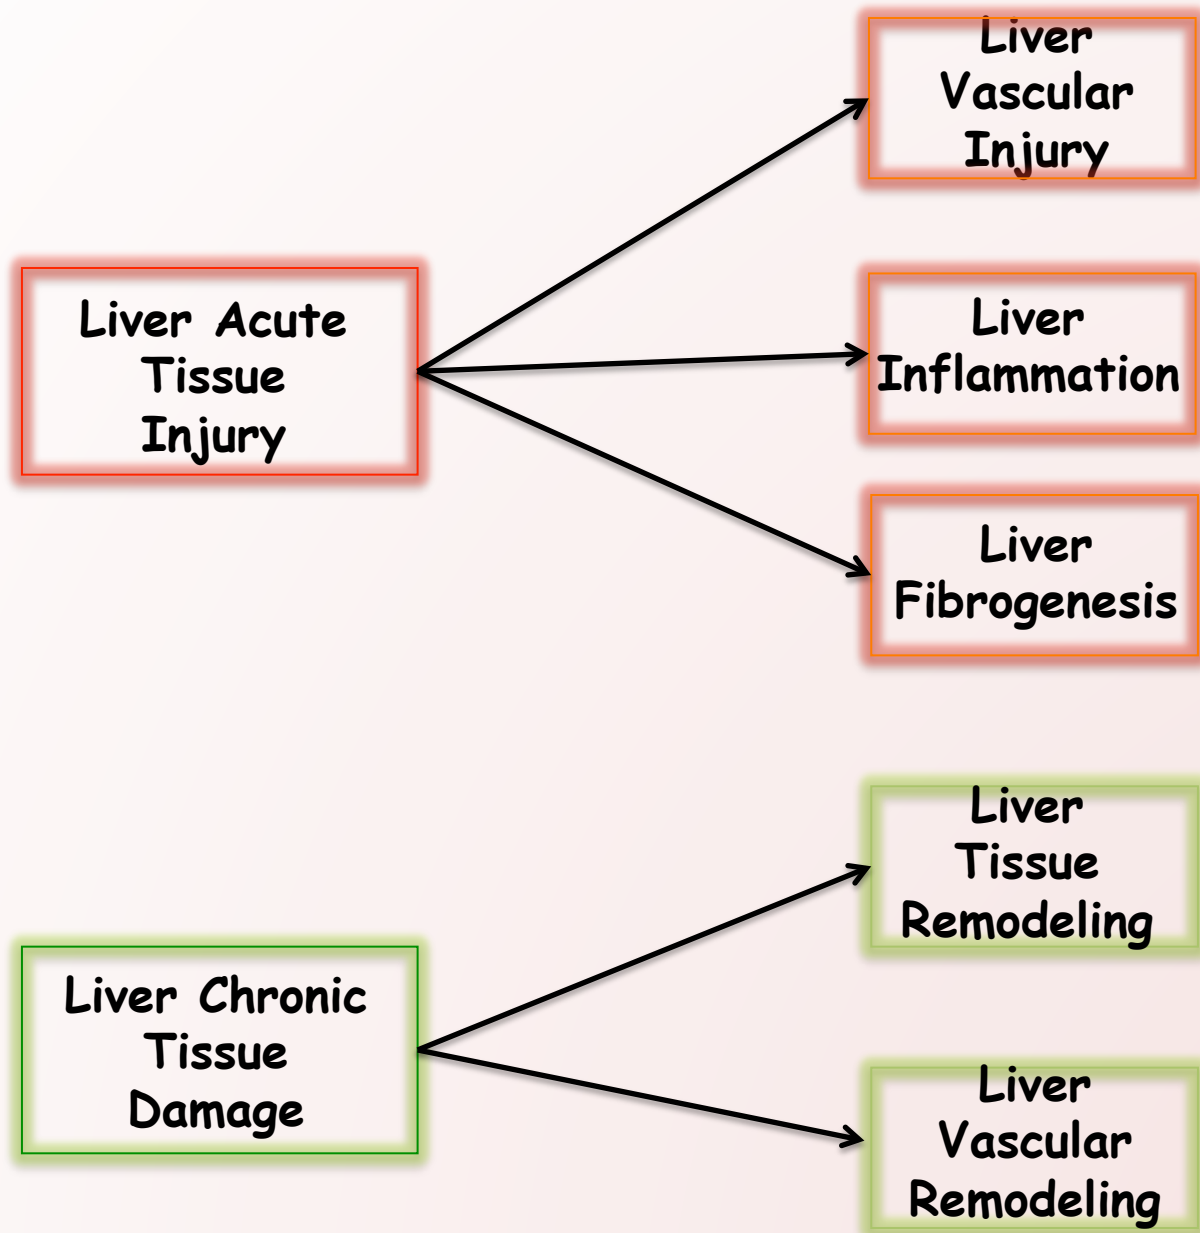 Liver
Vascular
Injury
Liver Acute
Tissue
Injury
Liver
Inflammation
Liver
Fibrogenesis
Liver
Tissue
Remodeling
Liver Chronic
Tissue
Damage
Liver
Vascular
Remodeling